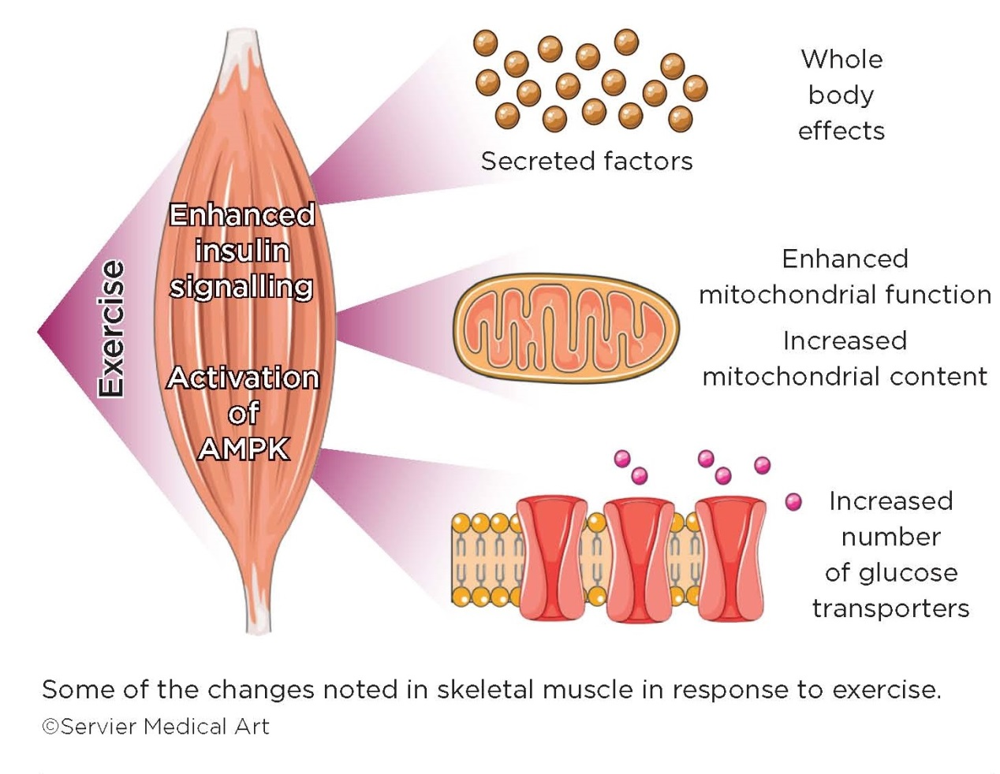 Exercise
Enhanced
insulin
signalling
Activation
of
AMPK
Secreted factors
Whole
body
effects
Enhanced
mitochondrial function
Increased
mitochondrial content
Increased
number
of glucose
transporters
Some of the changes noted in skeletal muscle in response to exercise.
©Servier Medical Art